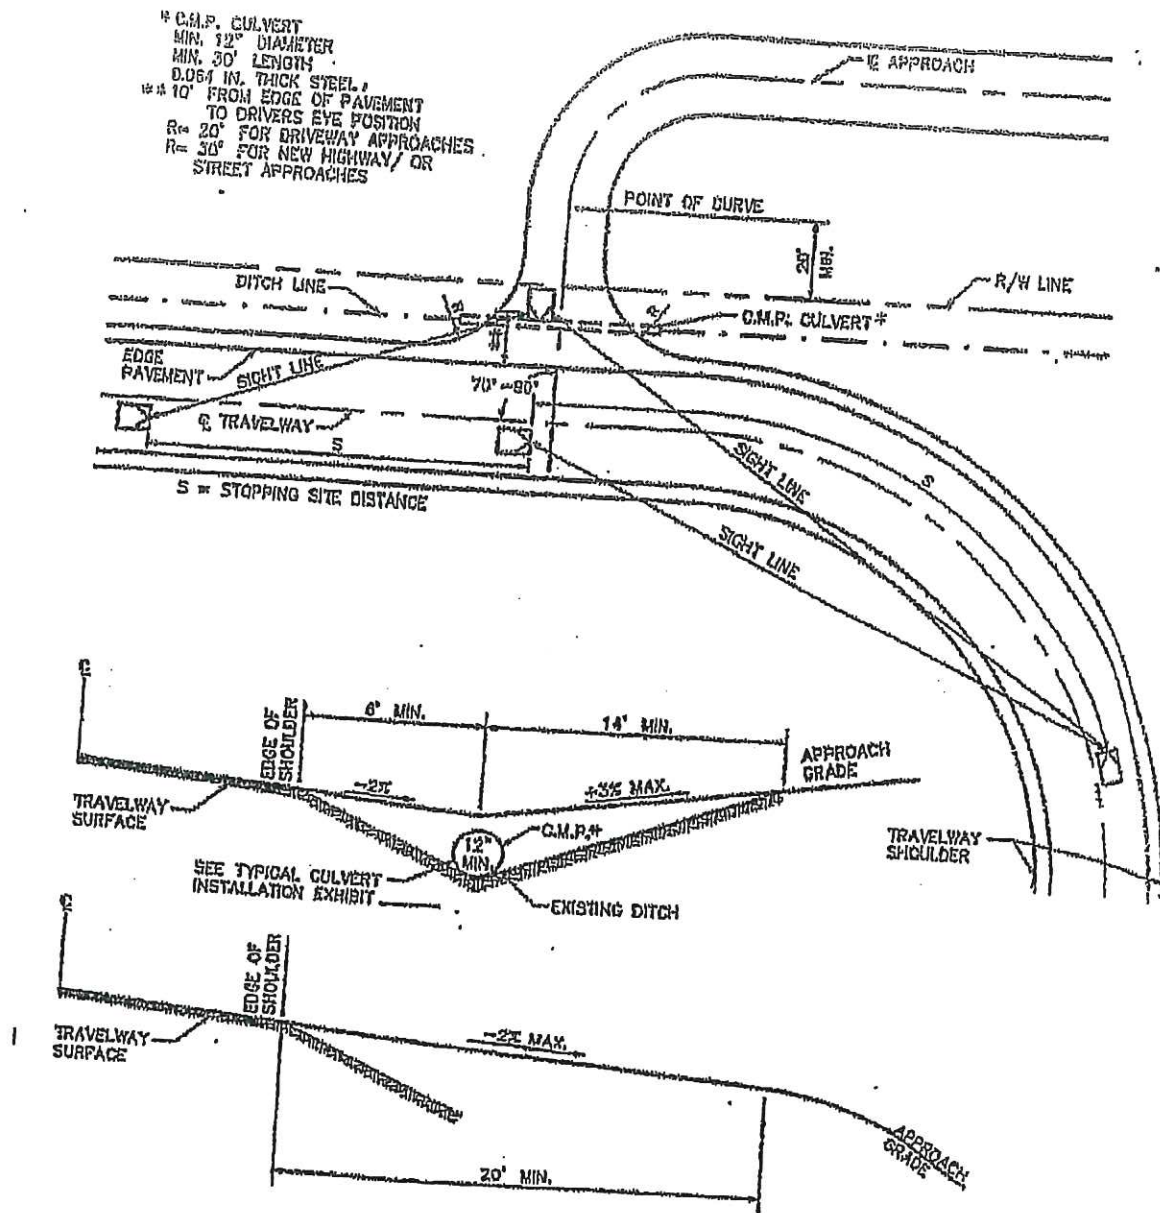 * C.M.P. CULVERT
MIN. 12" DIAMETER
MIN. 30' LENGTH
0.064 IN. THICK STEEL.
** 10' FROM EDGE OF PAVEMENT
TO DRIVERS EYE POSITION
R= 20' FOR DRIVEWAY APPROACHES
R= 30' FOR NEW HIGHWAY/ OR
STREET APPROACHES
℄ APPROACH
POINT OF CURVE
20'
MIN.
DITCH LINE
R/W LINE
R
R
C.M.P. CULVERT*
**
EDGE
PAVEMENT
SIGHT LINE
70°-90°
℄ TRAVELWAY
S
S = STOPPING SITE DISTANCE
SIGHT LINE
S
SIGHT LINE
℄
6' MIN.
14' MIN.
EDGE OF
SHOULDER
APPROACH
GRADE
-2%
+3% MAX.
TRAVELWAY
SURFACE
C.M.P.*
12"
MIN.
TRAVELWAY
SHOULDER
SEE TYPICAL CULVERT
INSTALLATION EXHIBIT
EXISTING DITCH
℄
EDGE OF
SHOULDER
-2% MAX.
TRAVELWAY
SURFACE
APPROACH
GRADE
20' MIN.